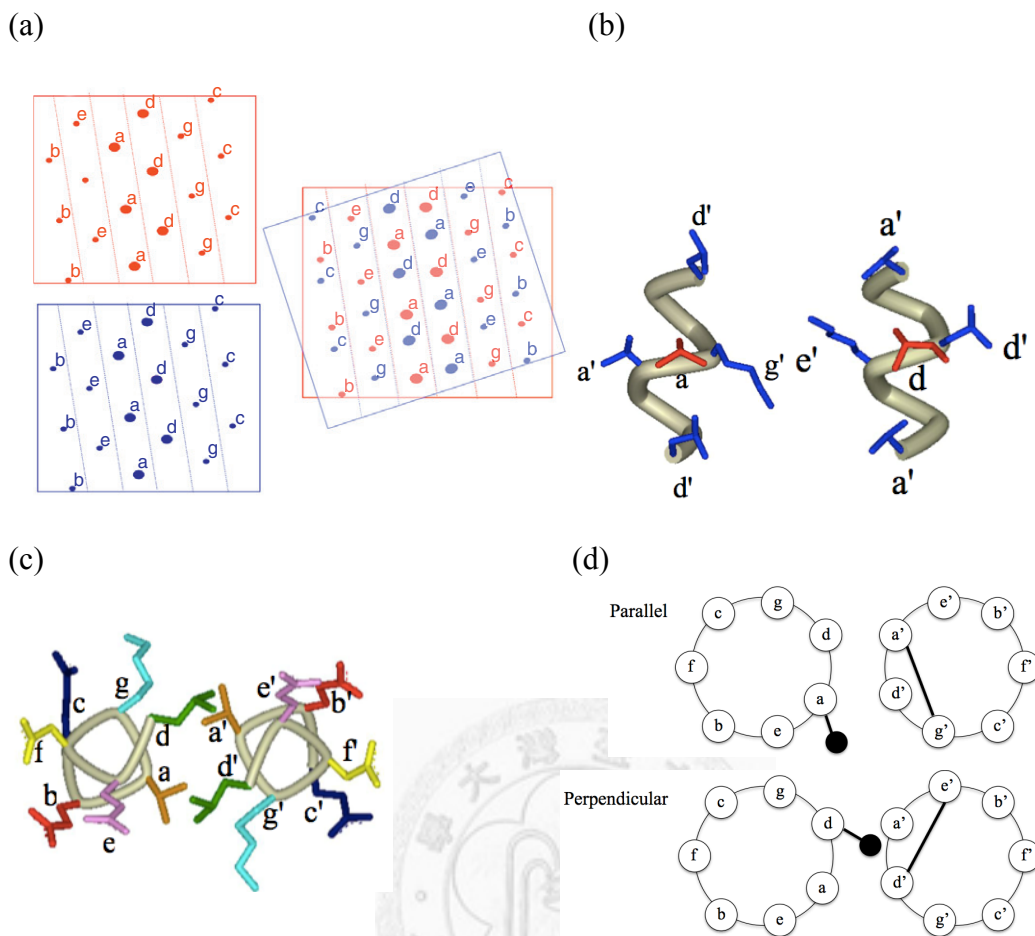 (a)
(b)
c
d
e
g
a
c
b
d
a
g
c
b
d
e
g
a
b
c
e
g
a
c
b
d
g
e
a
c
b
d
e
g
a
b
c e d d e c
b g a a g b
c e d d e c
b g a a g b
c e d d e c
b g a a g b
d'
a'
a' a g'
d'
e' d d'
a'
(c)
(d)
g
c
d
f
b
a
e
e'
b'
a'
f'
d'
g'
c'
Parallel
g
c
d
f
a
b
e
e’
a’
b’
f’
d’
g’
c’
Perpendicular
g
c
d
f
a
b
e
e’
a’
b’
f’
d’
g’
c’